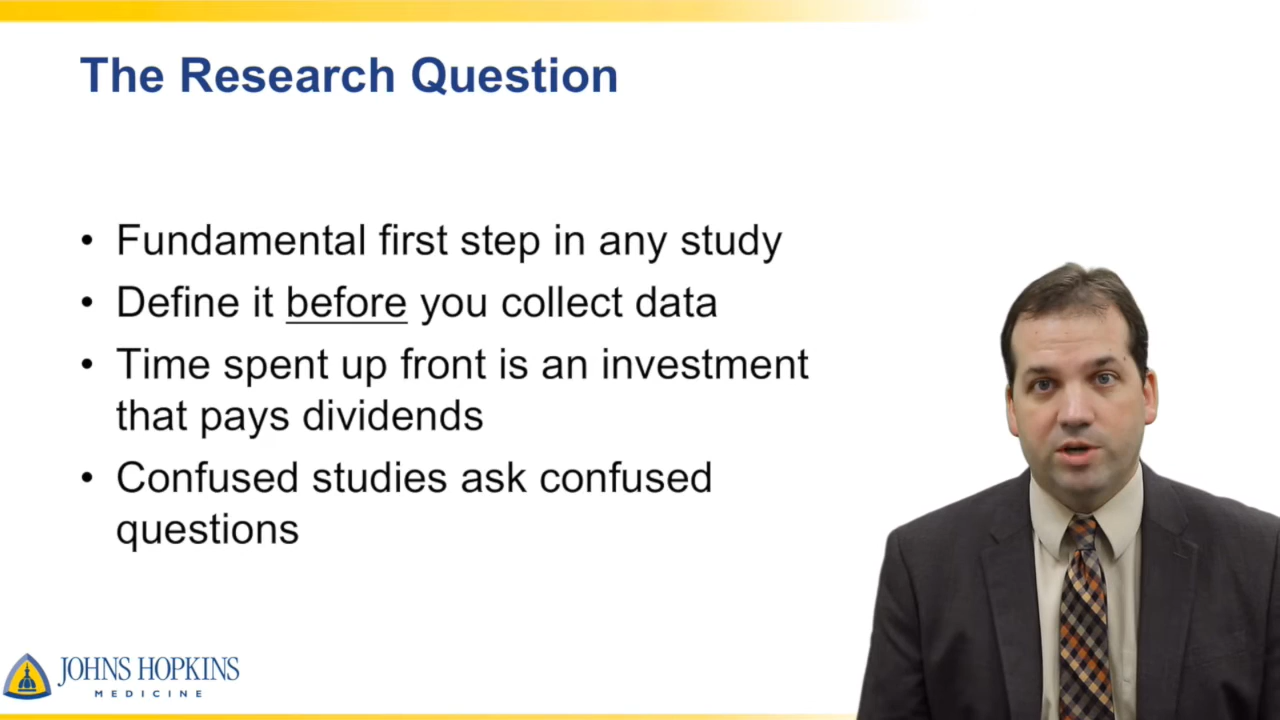 The Research Question
• Fundamental first step in any study
• Define it before you collect data
• Time spent up front is an investment
that pays dividends
• Confused studies ask confused
questions
JOHNS HOPKINS
MEDICINE